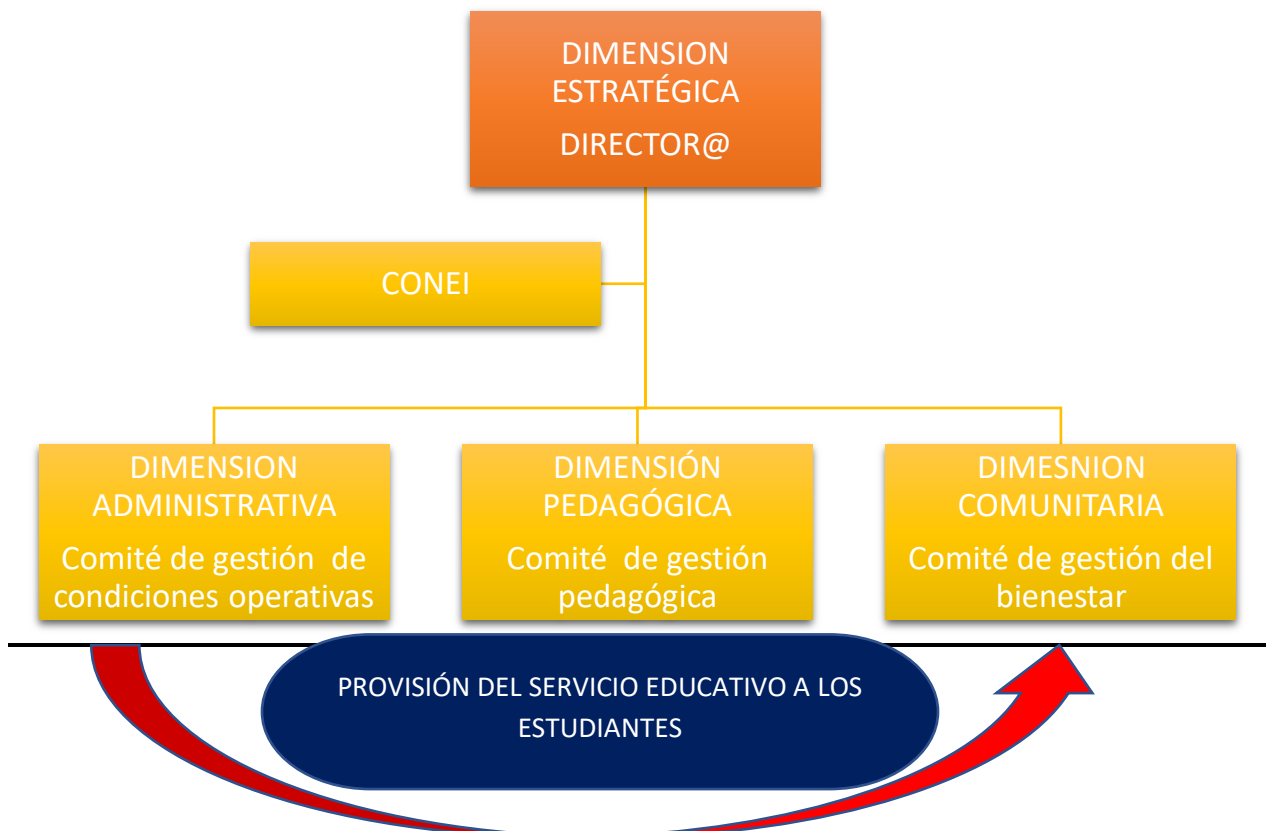 DIMENSION
ESTRATÉGICA
DIRECTOR@
CONEI
DIMENSION
ADMINISTRATIVA
Comité de gestión de
condiciones operativas
DIMENSIÓN
PEDAGÓGICA
Comité de gestión
pedagógica
DIMESNION
COMUNITARIA
Comité de gestión del
bienestar
PROVISIÓN DEL SERVICIO EDUCATIVO A LOS
ESTUDIANTES